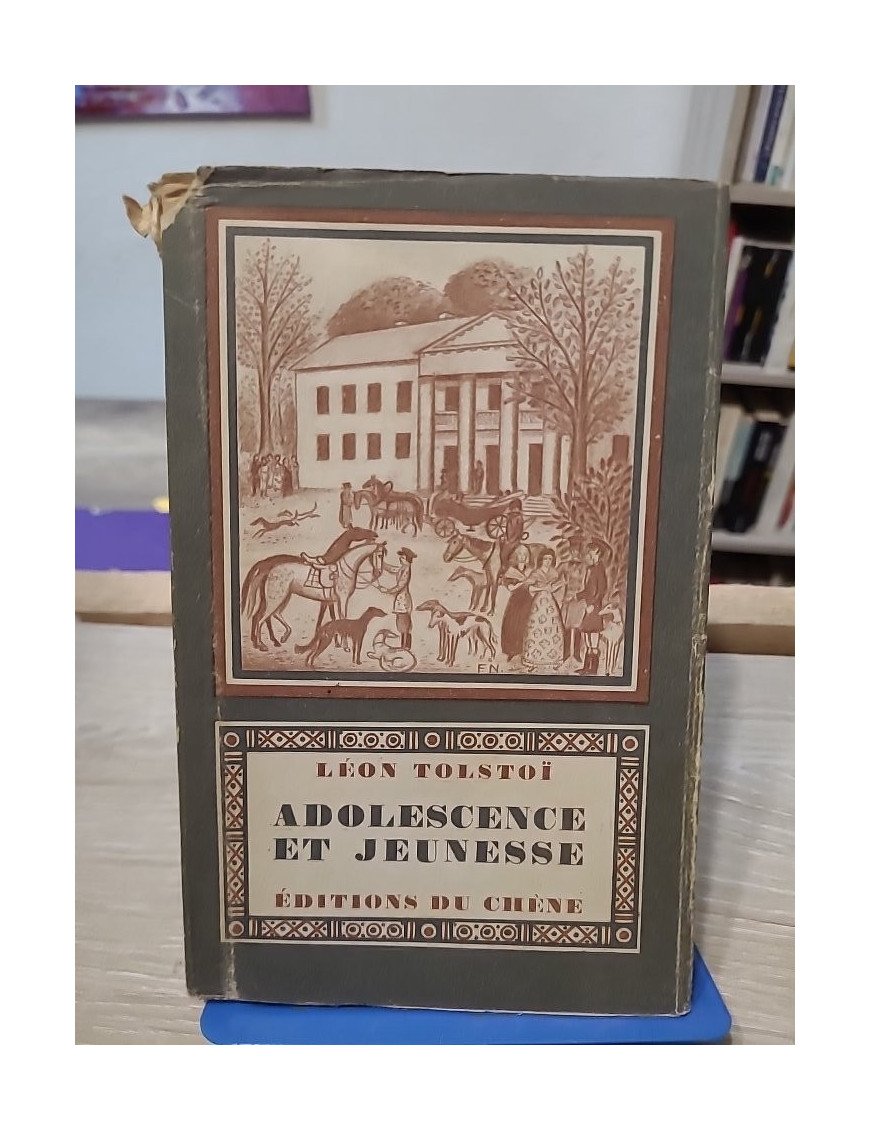 F N
LÉON TOLSTOÏ
ADOLESCENCE
ET JEUNESSE
ÉDITIONS DU CHÊNE